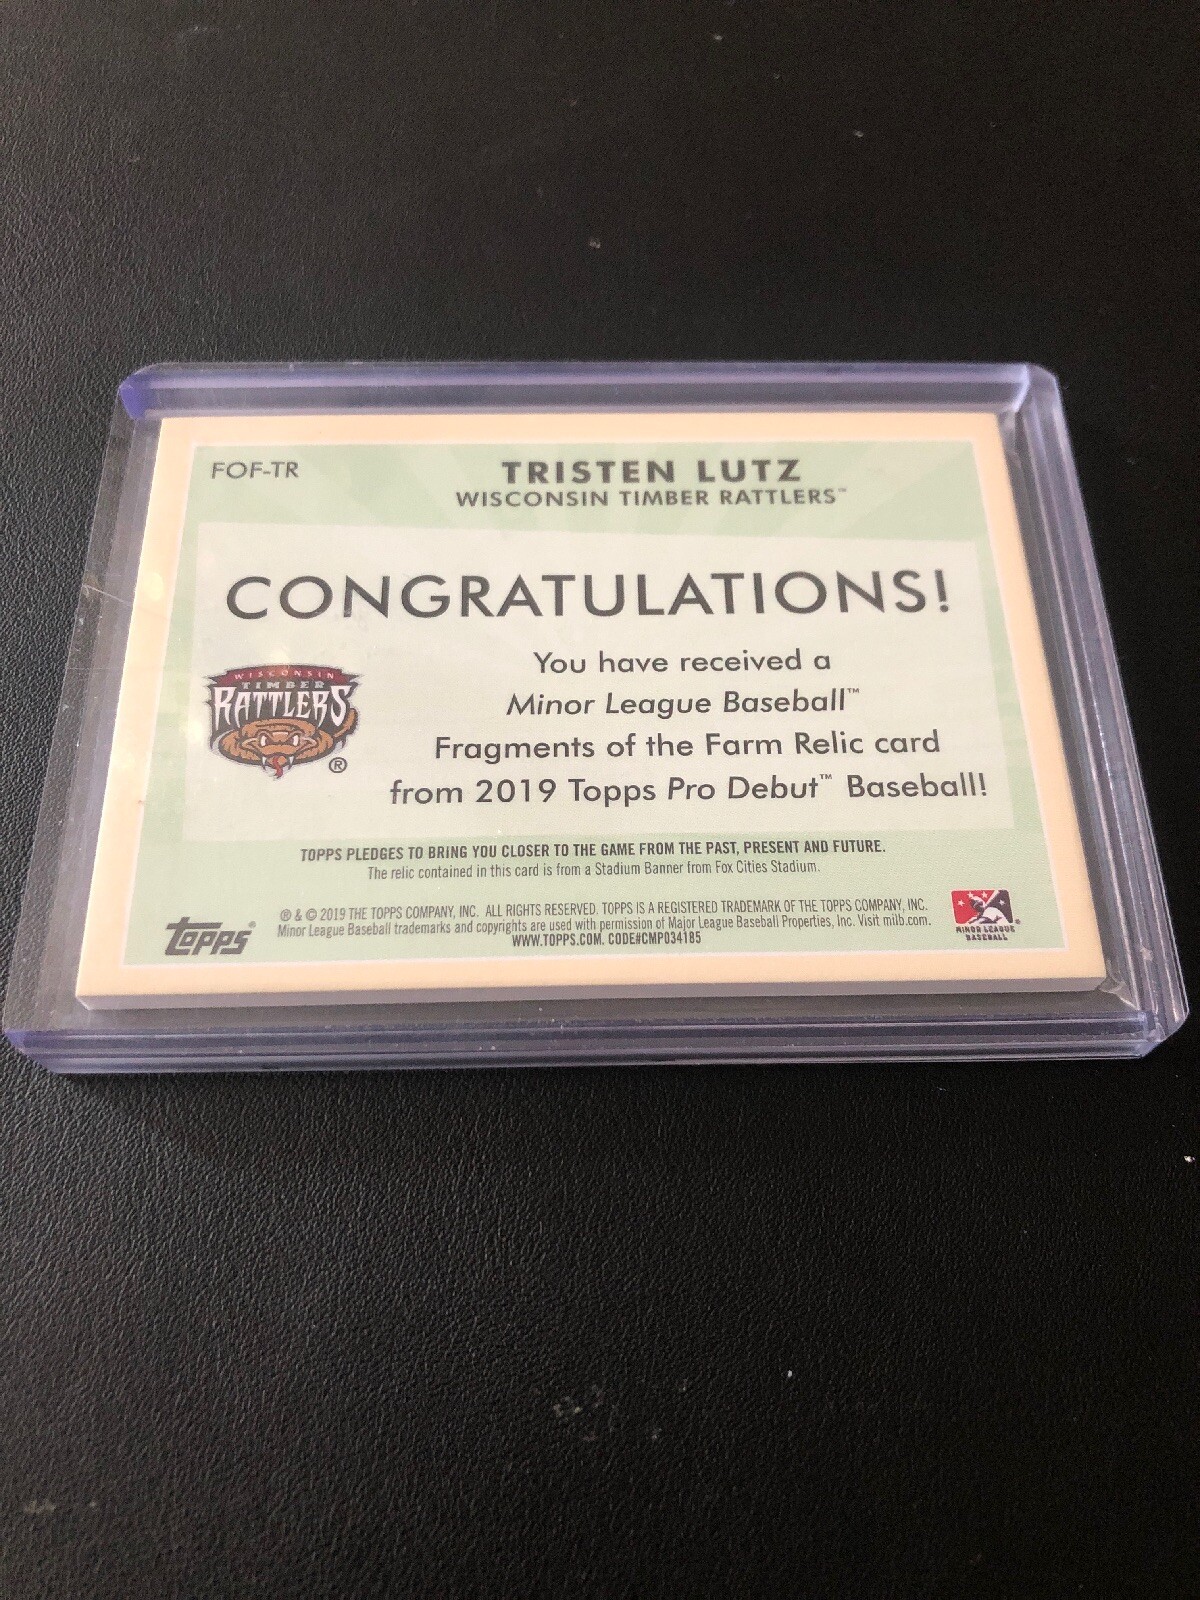 FOF-TR
TRISTEN LUTZ
WISCONSIN TIMBER RATTLERS™
CONGRATULATIONS!
You have received a
Minor League Baseball™
Fragments of the Farm Relic card
from 2019 Topps Pro Debut™ Baseball!
WISCONSIN
TIMBER
RATTLERS
®
TOPPS PLEDGES TO BRING YOU CLOSER TO THE GAME FROM THE PAST, PRESENT AND FUTURE.
The relic contained in this card is from a Stadium Banner from Fox Cities Stadium.
topps®
® & © 2019 THE TOPPS COMPANY, INC. ALL RIGHTS RESERVED. TOPPS IS A REGISTERED TRADEMARK OF THE TOPPS COMPANY, INC.
Minor League Baseball trademarks and copyrights are used with permission of Major League Baseball Properties, Inc. Visit milb.com.
WWW.TOPPS.COM. CODE#CMP034185
MINOR LEAGUE
BASEBALL
®